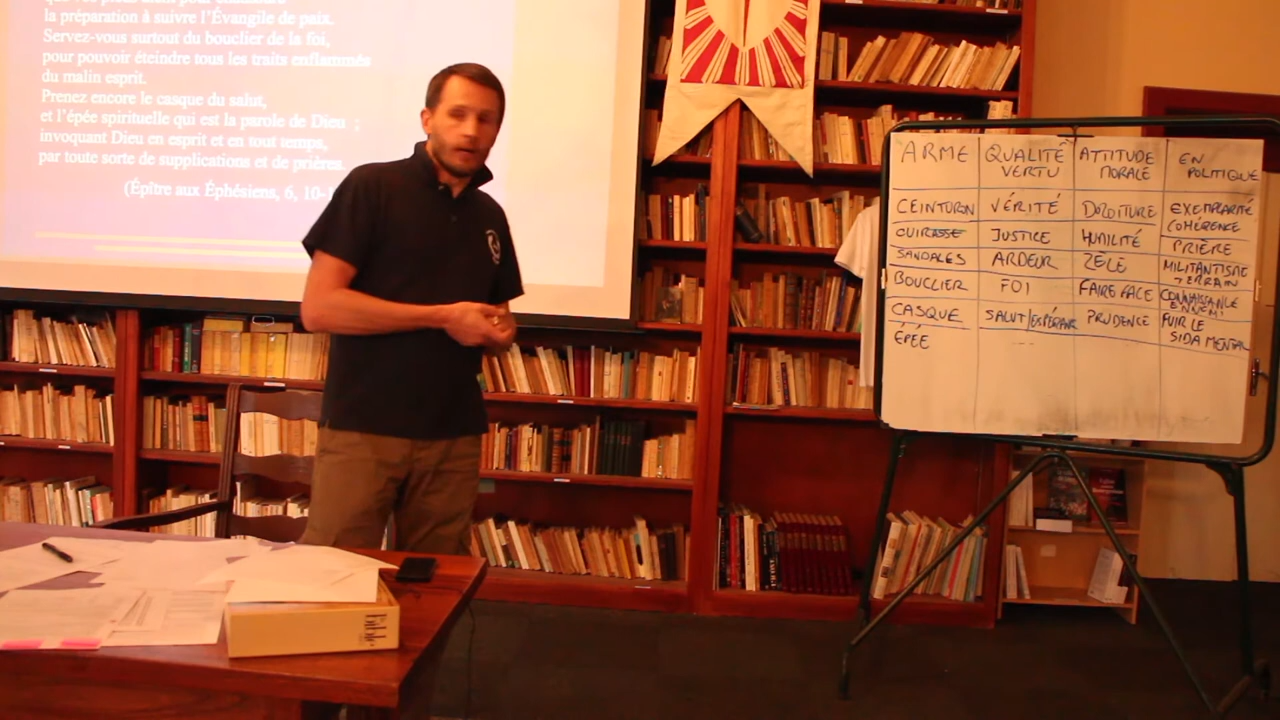 la préparation à suivre l'Évangile de paix.
Servez-vous surtout du bouclier de la foi,
pour pouvoir éteindre tous les traits enflammés
du malin esprit.
Prenez encore le casque du salut,
et l'épée spirituelle qui est la parole de Dieu ;
invoquant Dieu en esprit et en tout temps,
par toute sorte de supplications et de prières
(Épître aux Éphésiens, 6, 10-1
ARME QUALITÉ VERTU ATTITUDE MORALE EN POLITIQUE
CEINTURON VÉRITÉ DROITURE EXEMPLARITÉ COHÉRENCE
CUIRASSE JUSTICE HUMILITÉ PRIÈRE
SANDALES ARDEUR ZÈLE MILITANTISME TERRAIN
BOUCLIER FOI FAIRE FACE CONNAISSANCE ENNEMI
CASQUE SALUT/ESPÉRANCE PRUDENCE FUIR LE SIDA MENTAL
ÉPÉE ...
Bible